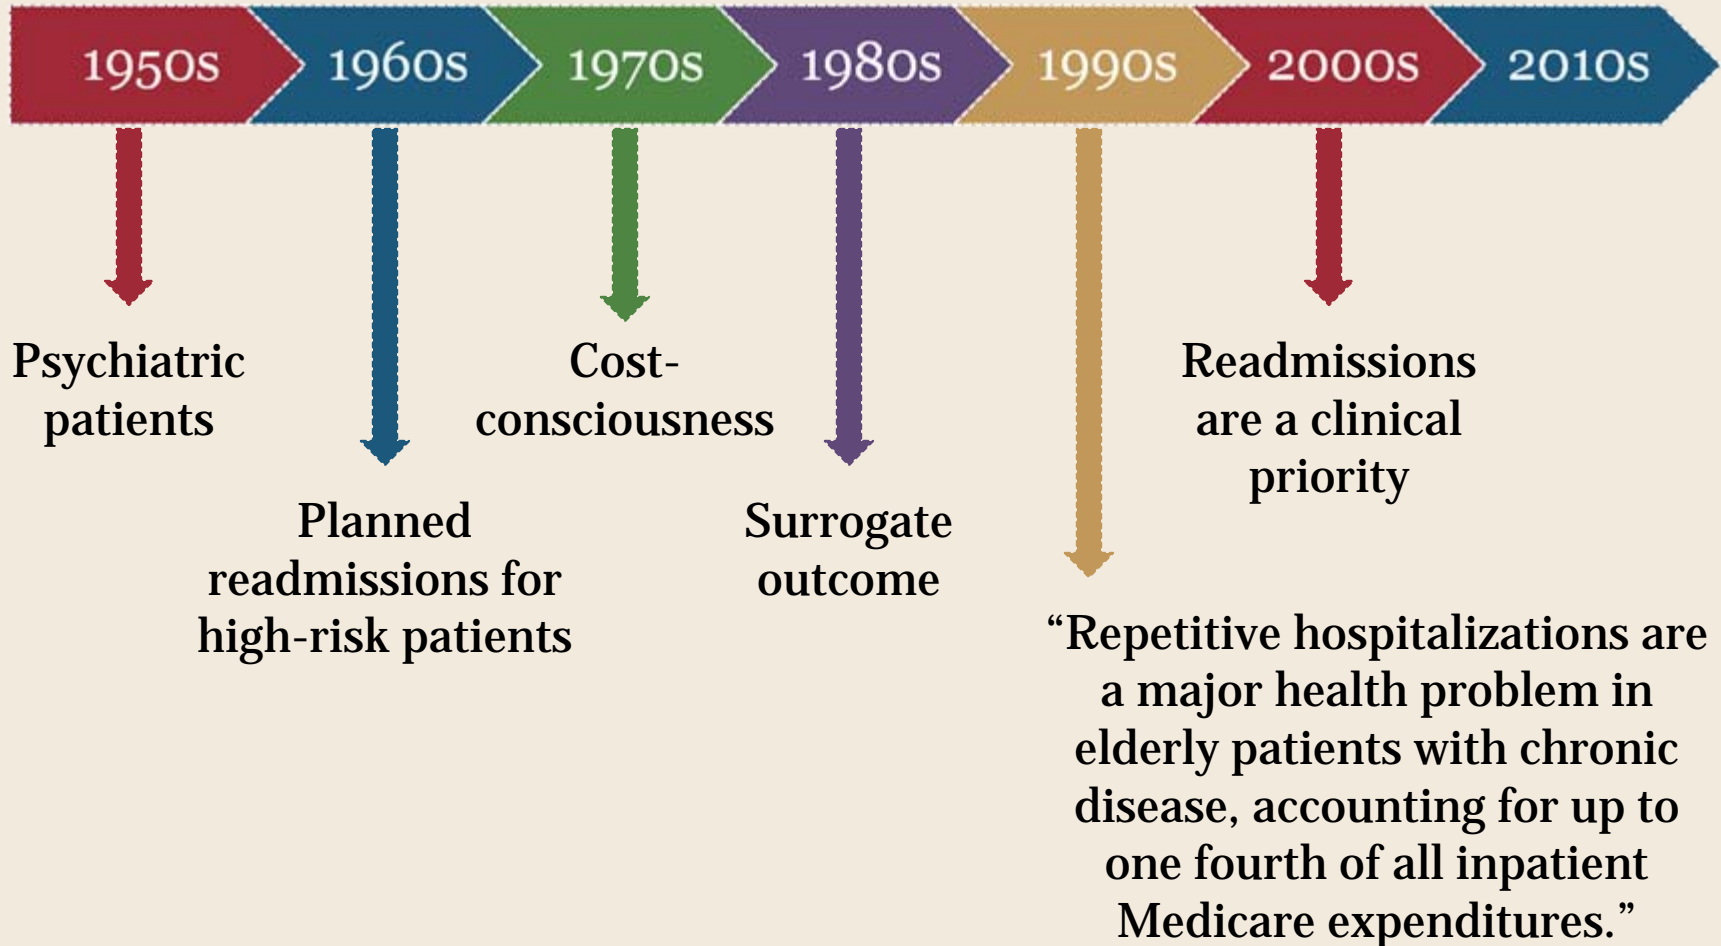 1950s
1960s
1970s
1980s
1990s
2000s
2010s
Psychiatric
patients
Planned
readmissions for
high-risk patients
Cost-
consciousness
Surrogate
outcome
“Repetitive hospitalizations are
a major health problem in
elderly patients with chronic
disease, accounting for up to
one fourth of all inpatient
Medicare expenditures.”
Readmissions
are a clinical
priority